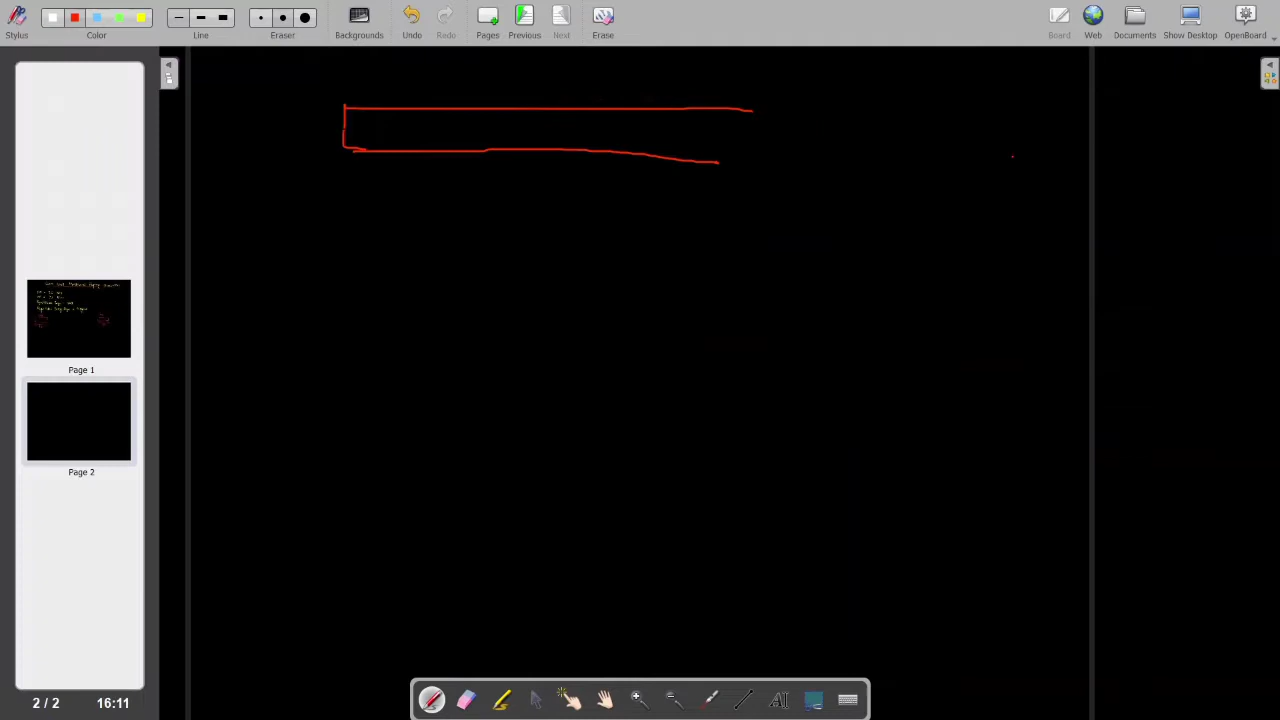 Stylus Color Line Eraser Backgrounds Undo Redo Pages Previous Next Erase Board Web Documents Show Desktop OpenBoard
Page 1
Page 2
2 / 2 16:11